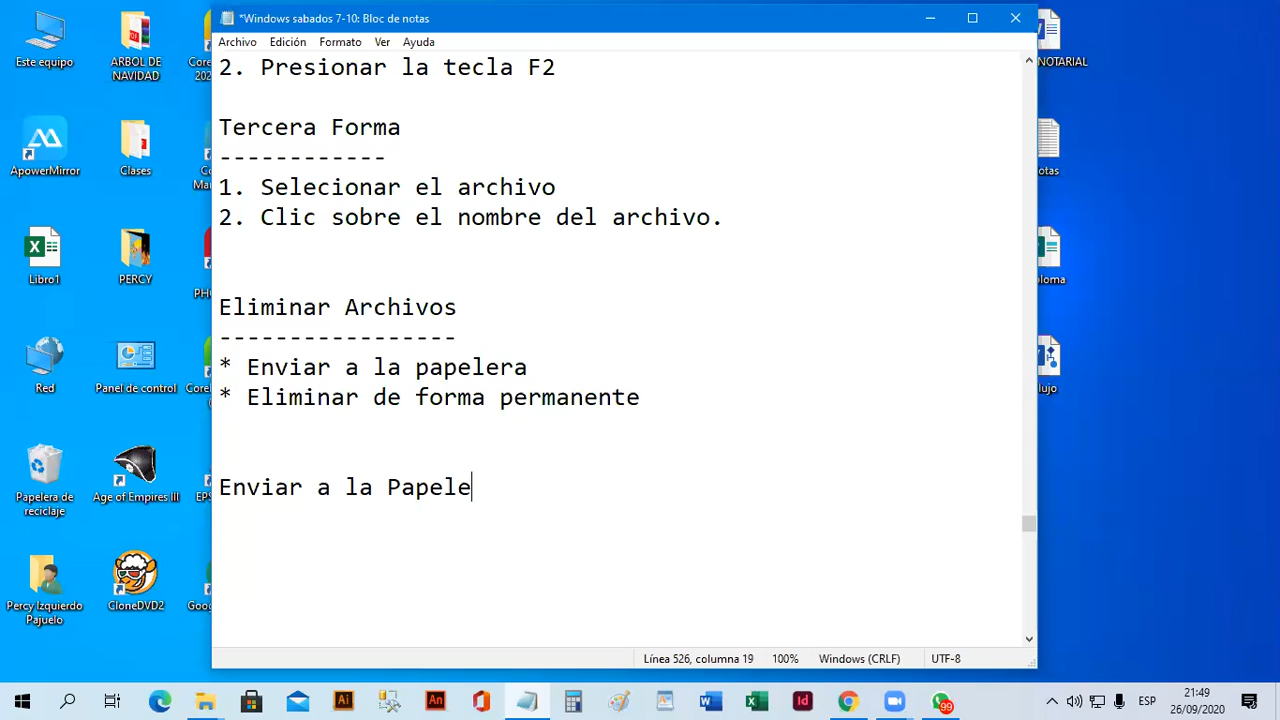 *Windows sabados 7-10: Bloc de notas
Archivo Edición Formato Ver Ayuda
2. Presionar la tecla F2
Tercera Forma
------------
1. Selecionar el archivo
2. Clic sobre el nombre del archivo.
Eliminar Archivos
-----------------
* Enviar a la papelera
* Eliminar de forma permanente
Enviar a la Papele
Línea 526, columna 19 100% Windows (CRLF) UTF-8
Este equipo
ARBOL DE NAVIDAD
ApowerMirror
Clases
Libro1
PERCY
Red
Panel de control
Papelera de reciclaje
Age of Empires III
Percy Izquierdo Pajuelo
CloneDVD2
NOTARIAL
ESP
21:49
26/09/2020
99